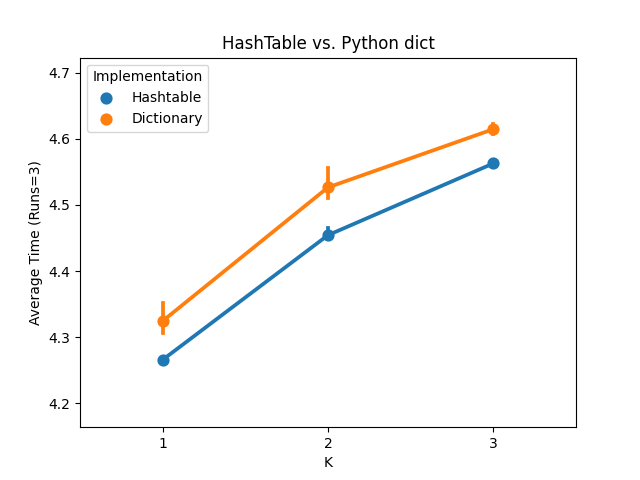 HashTable vs. Python dict
Implementation
Hashtable
Dictionary
Average Time (Runs=3)
4.7
4.6
4.5
4.4
4.3
4.2
1
2
3
K